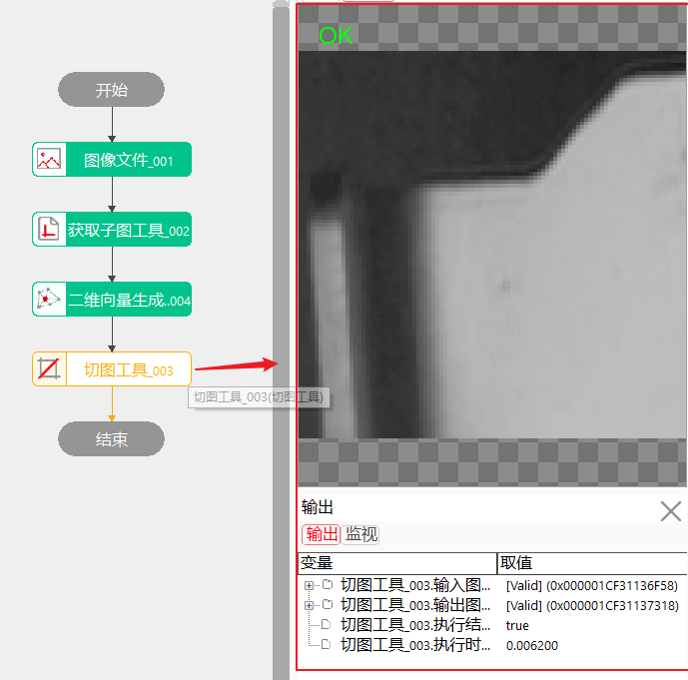 开始
图像文件_001
获取子图工具_002
二维向量生成..004
切图工具_003
切图工具_003(切图工具)
结束
OK
输出
输出 监视
变量 取值
切图工具_003.输入图... [Valid] (0x000001CF31136F58)
切图工具_003.输出图... [Valid] (0x000001CF31137318)
切图工具_003.执行结... true
切图工具_003.执行时... 0.006200